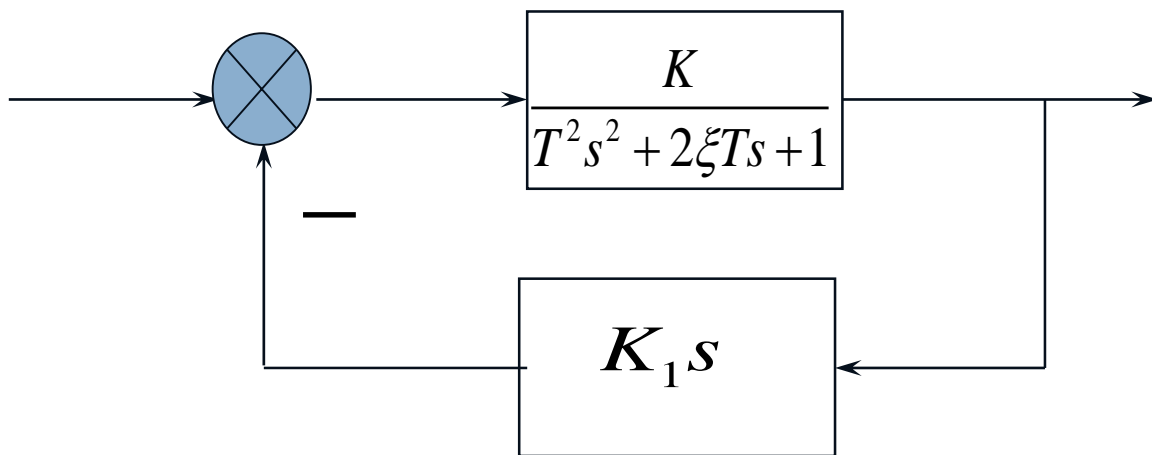 K
T²s² + 2ξTs + 1
—
K₁s